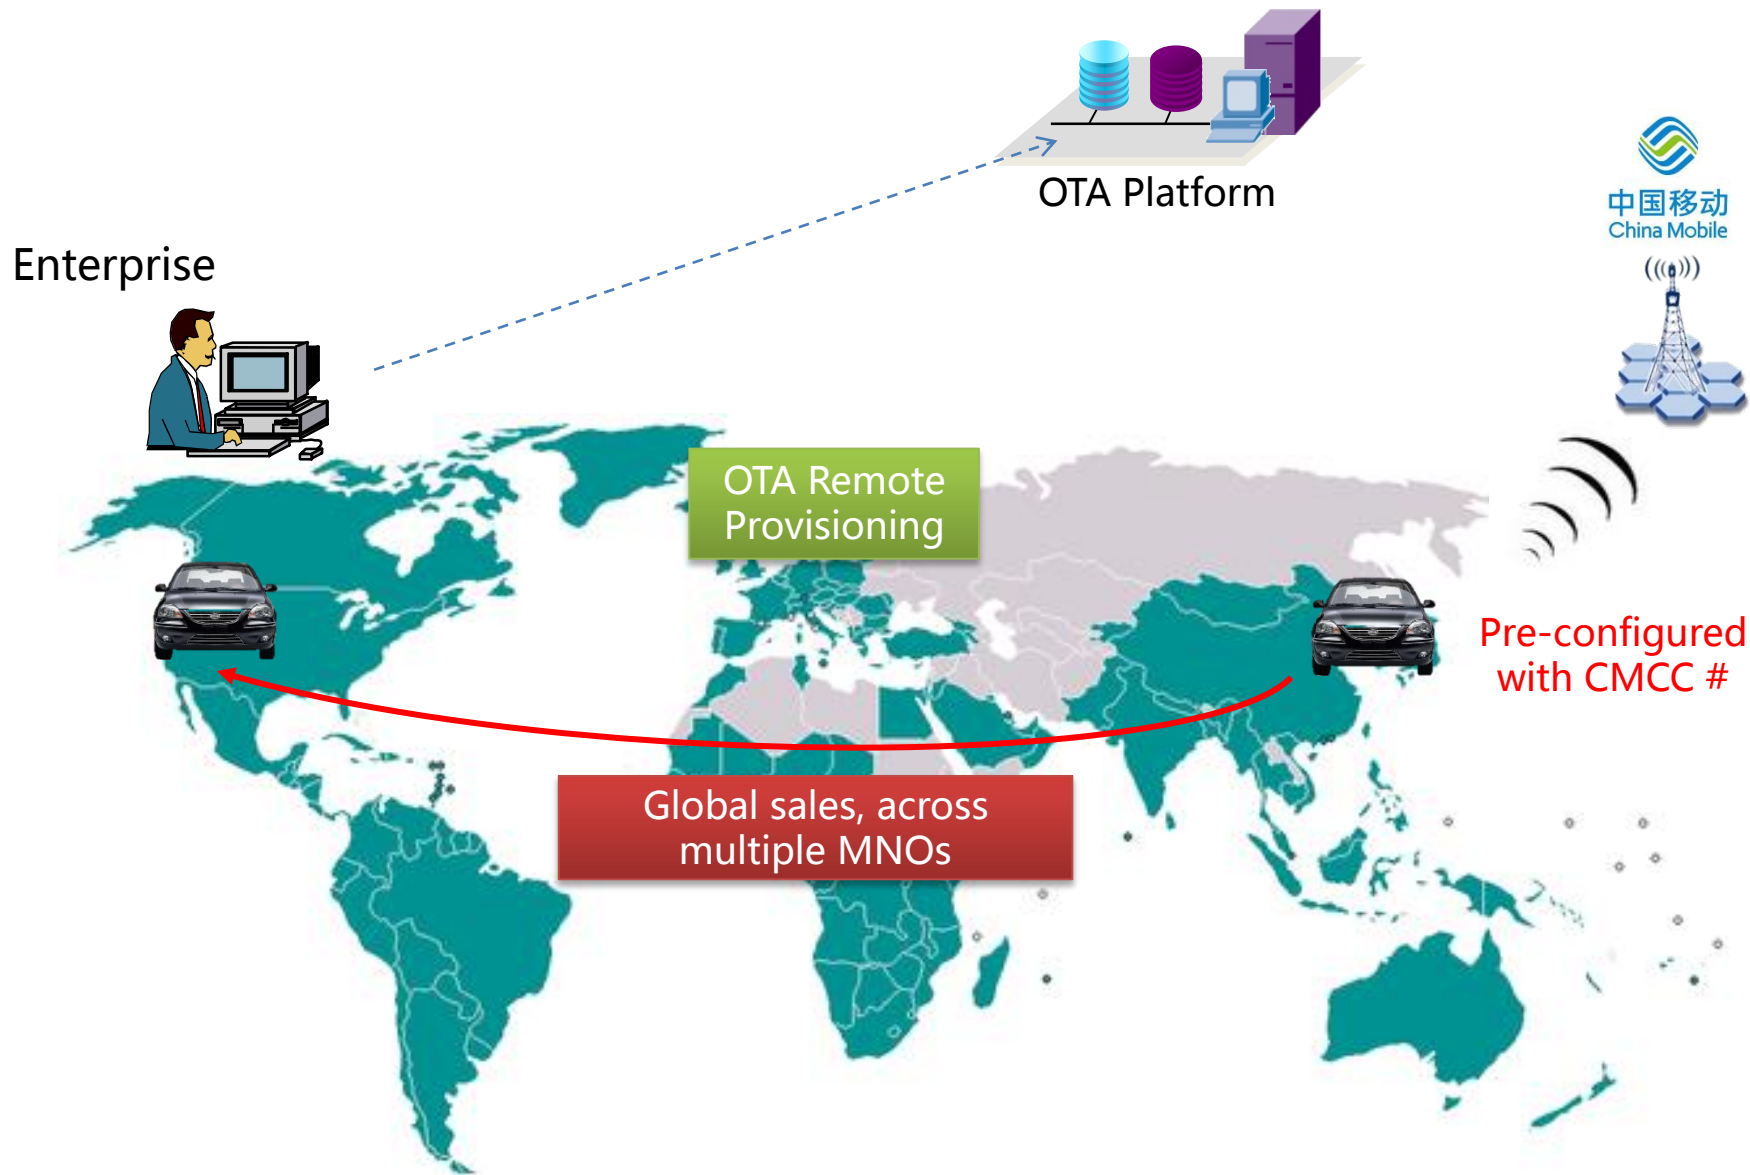 OTA Platform
中国移动
China Mobile
Enterprise
OTA Remote
Provisioning
Pre-configured
with CMCC #
Global sales, across
multiple MNOs